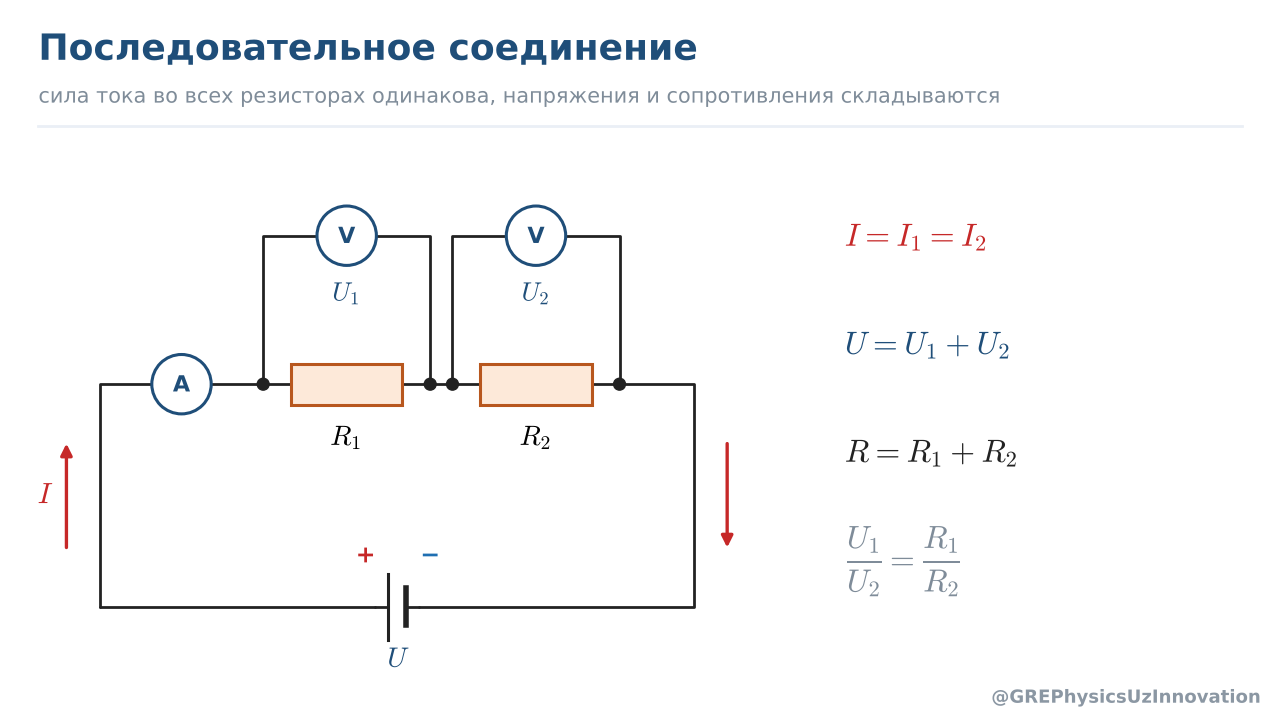 Последовательное соединение
сила тока во всех резисторах одинакова, напряжения и сопротивления складываются
V V
U₁ U₂
I = I₁ = I₂
U = U₁ + U₂
A
R₁ R₂
R = R₁ + R₂
I
+ −
U₁/U₂ = R₁/R₂
U
@GREPhysicsUzInnovation